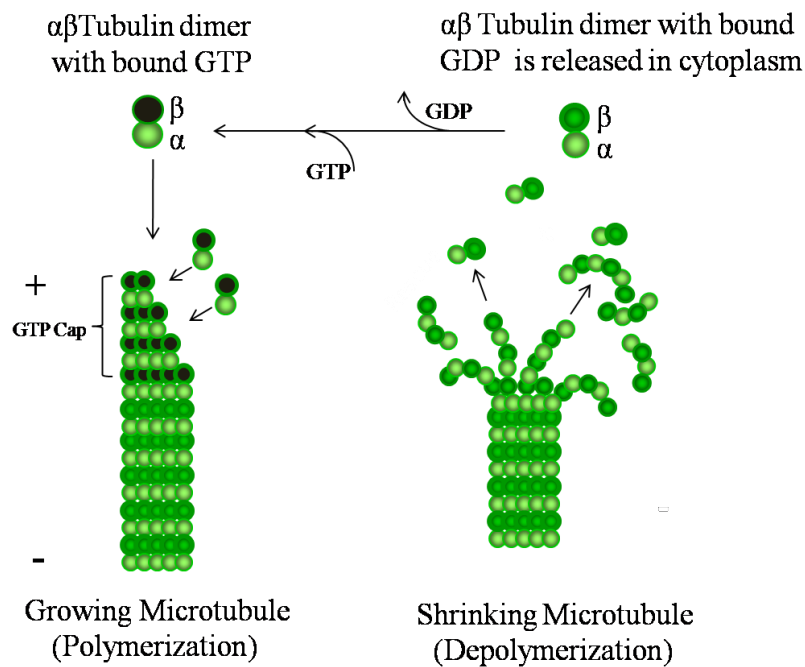 αβTubulin dimer
with bound GTP
αβ Tubulin dimer with bound
GDP is released in cytoplasm
β
α
GDP
GTP
β
α
+
GTP Cap
-
Growing Microtubule
(Polymerization)
Shrinking Microtubule
(Depolymerization)